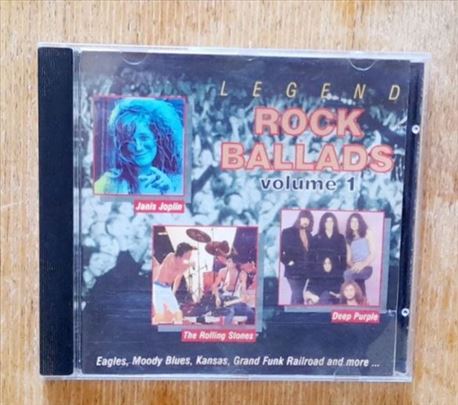 LEGEND
ROCK
BALLADS
volume 1
Janis Joplin
The Rolling Stones
Deep Purple
Eagles, Moody Blues, Kansas, Grand Funk Railroad and more ...